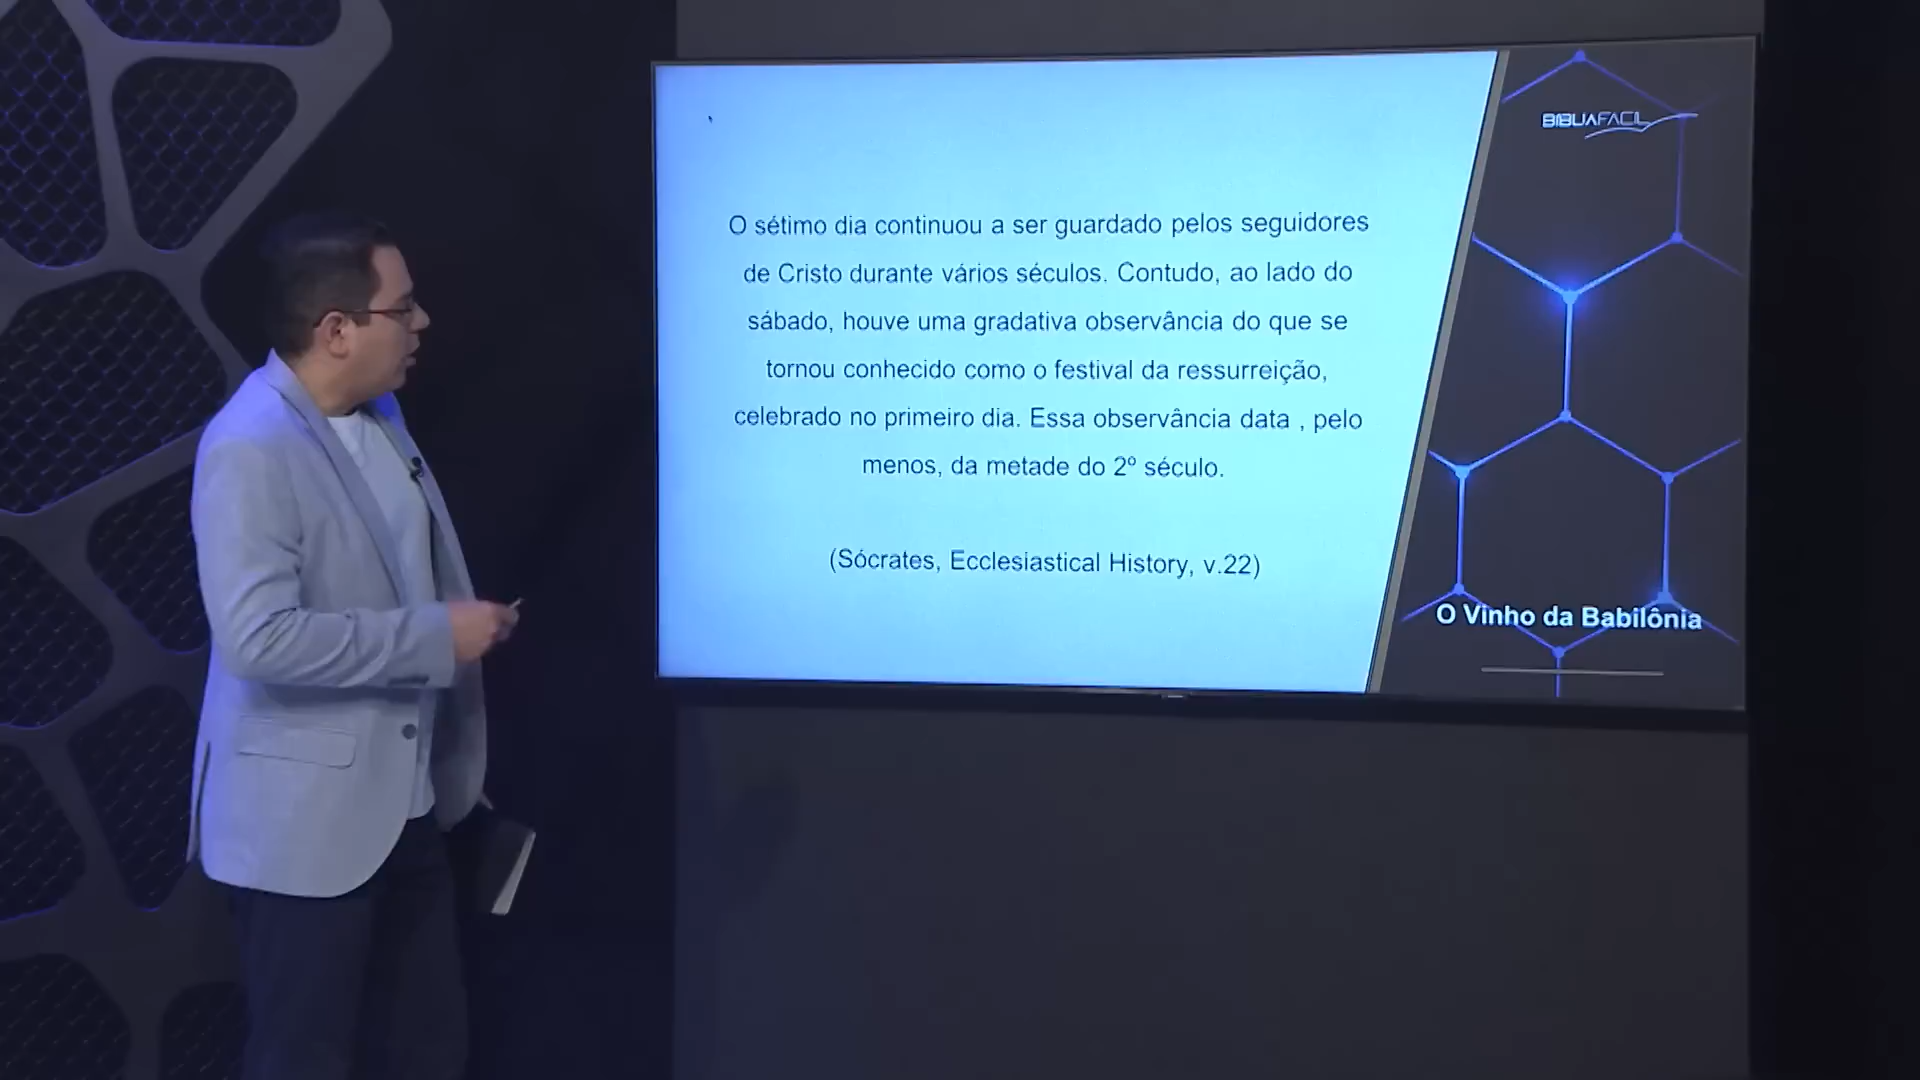 BIBLIAFACIL
O sétimo dia continuou a ser guardado pelos seguidores
de Cristo durante vários séculos. Contudo, ao lado do
sábado, houve uma gradativa observância do que se
tornou conhecido como o festival da ressurreição,
celebrado no primeiro dia. Essa observância data , pelo
menos, da metade do 2º século.
(Sócrates, Ecclesiastical History, v.22)
O Vinho da Babilônia